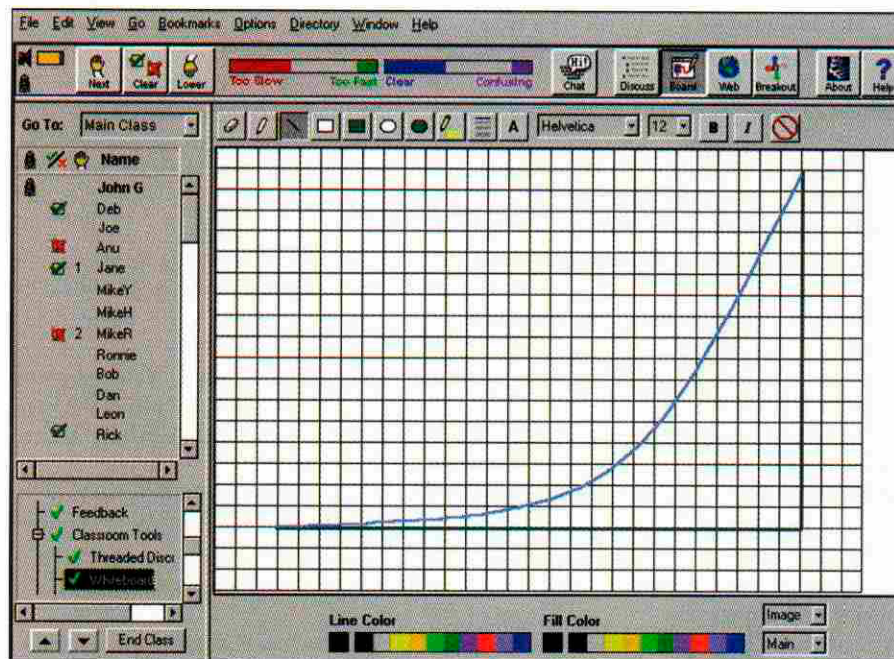 File Edit View Go Bookmarks Options Directory Window Help
Next Clear Lower Too Slow Too Fast Clear Confusing Hi! Chat Discuss Board Web Breakout About ? Help
Go To: Main Class Helvetica 12 B I A
Name
John G
Deb
Joe
Anu
1 Jane
MikeY
MikeH
2 MikeR
Ronnie
Bob
Dan
Leon
Rick
Feedback
Classroom Tools
Threaded Discu
Whiteboard
End Class
Line Color Fill Color Image
Main